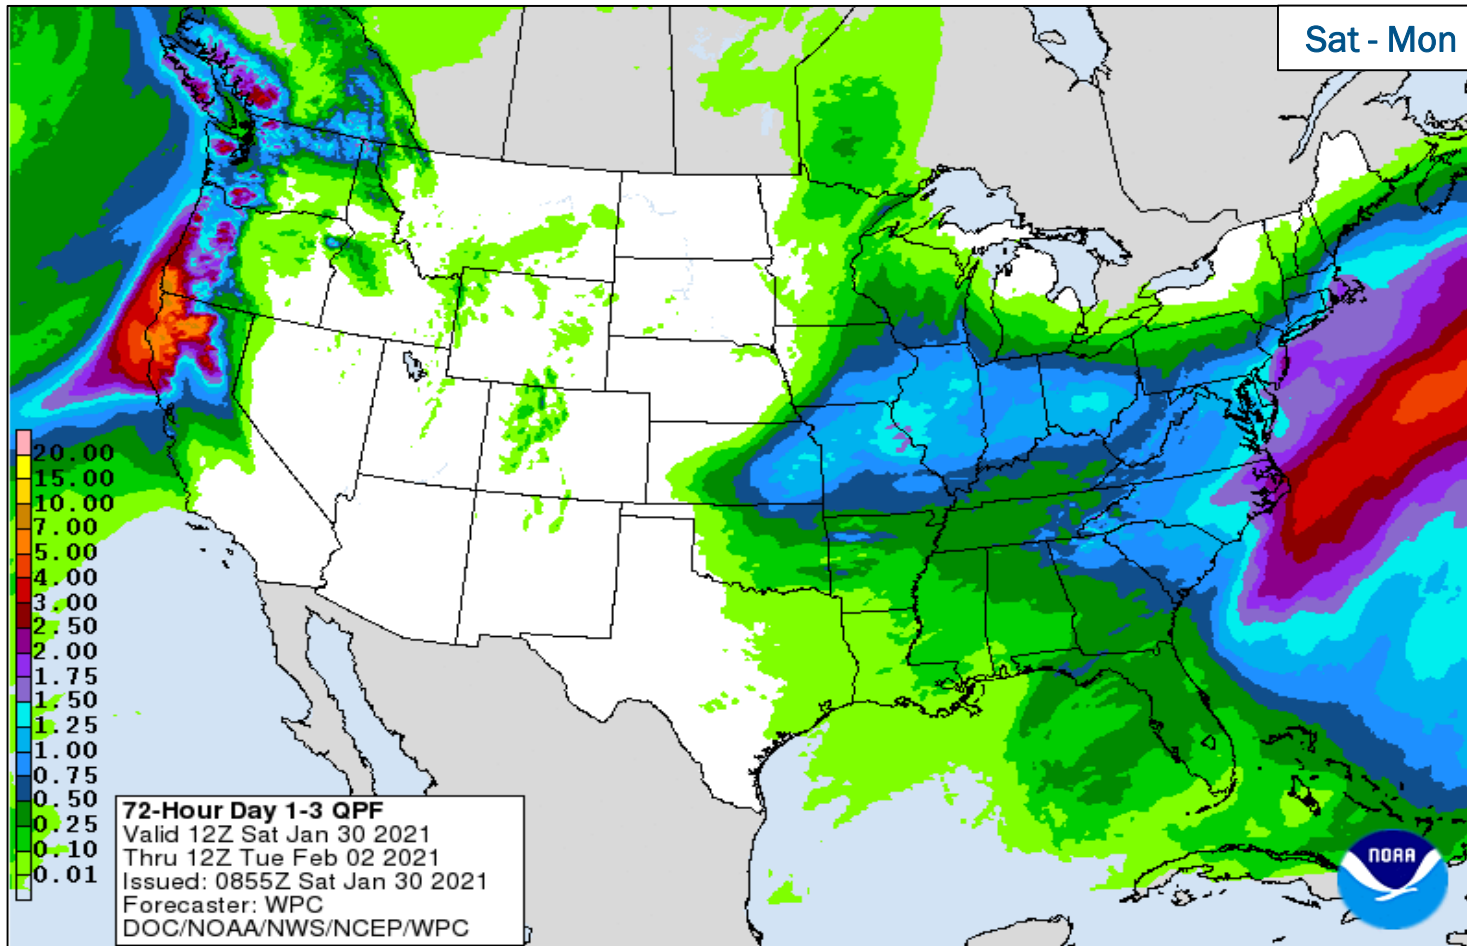 Sat - Mon
20.00
15.00
10.00
7.00
5.00
4.00
3.00
2.50
2.00
1.75
1.50
1.25
1.00
0.75
0.50
0.25
0.10
0.01
72-Hour Day 1-3 QPF
Valid 12Z Sat Jan 30 2021
Thru 12Z Tue Feb 02 2021
Issued: 0855Z Sat Jan 30 2021
Forecaster: WPC
DOC/NOAA/NWS/NCEP/WPC
NOAA